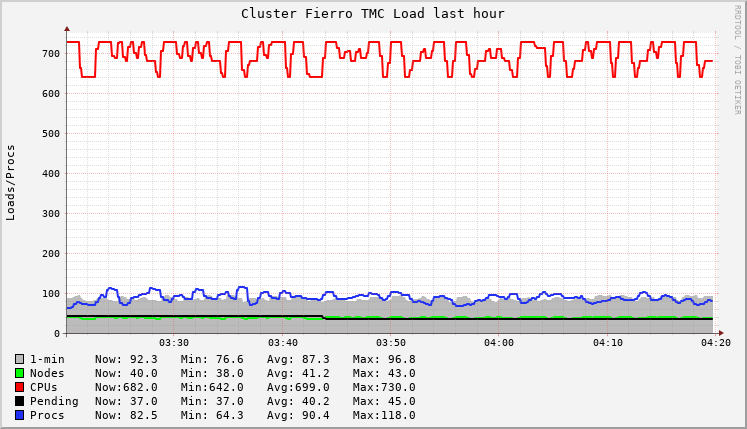 Cluster Fierro TMC Load last hour
RRDTOOL / TOBI OETIKER
Loads/Procs
700
600
500
400
300
200
100
0
03:30 03:40 03:50 04:00 04:10 04:20
1-min Now: 92.3 Min: 76.6 Avg: 87.3 Max: 96.8
Nodes Now: 40.0 Min: 38.0 Avg: 41.2 Max: 43.0
CPUs Now:682.0 Min:642.0 Avg:699.0 Max:730.0
Pending Now: 37.0 Min: 37.0 Avg: 40.2 Max: 45.0
Procs Now: 82.5 Min: 64.3 Avg: 90.4 Max:118.0